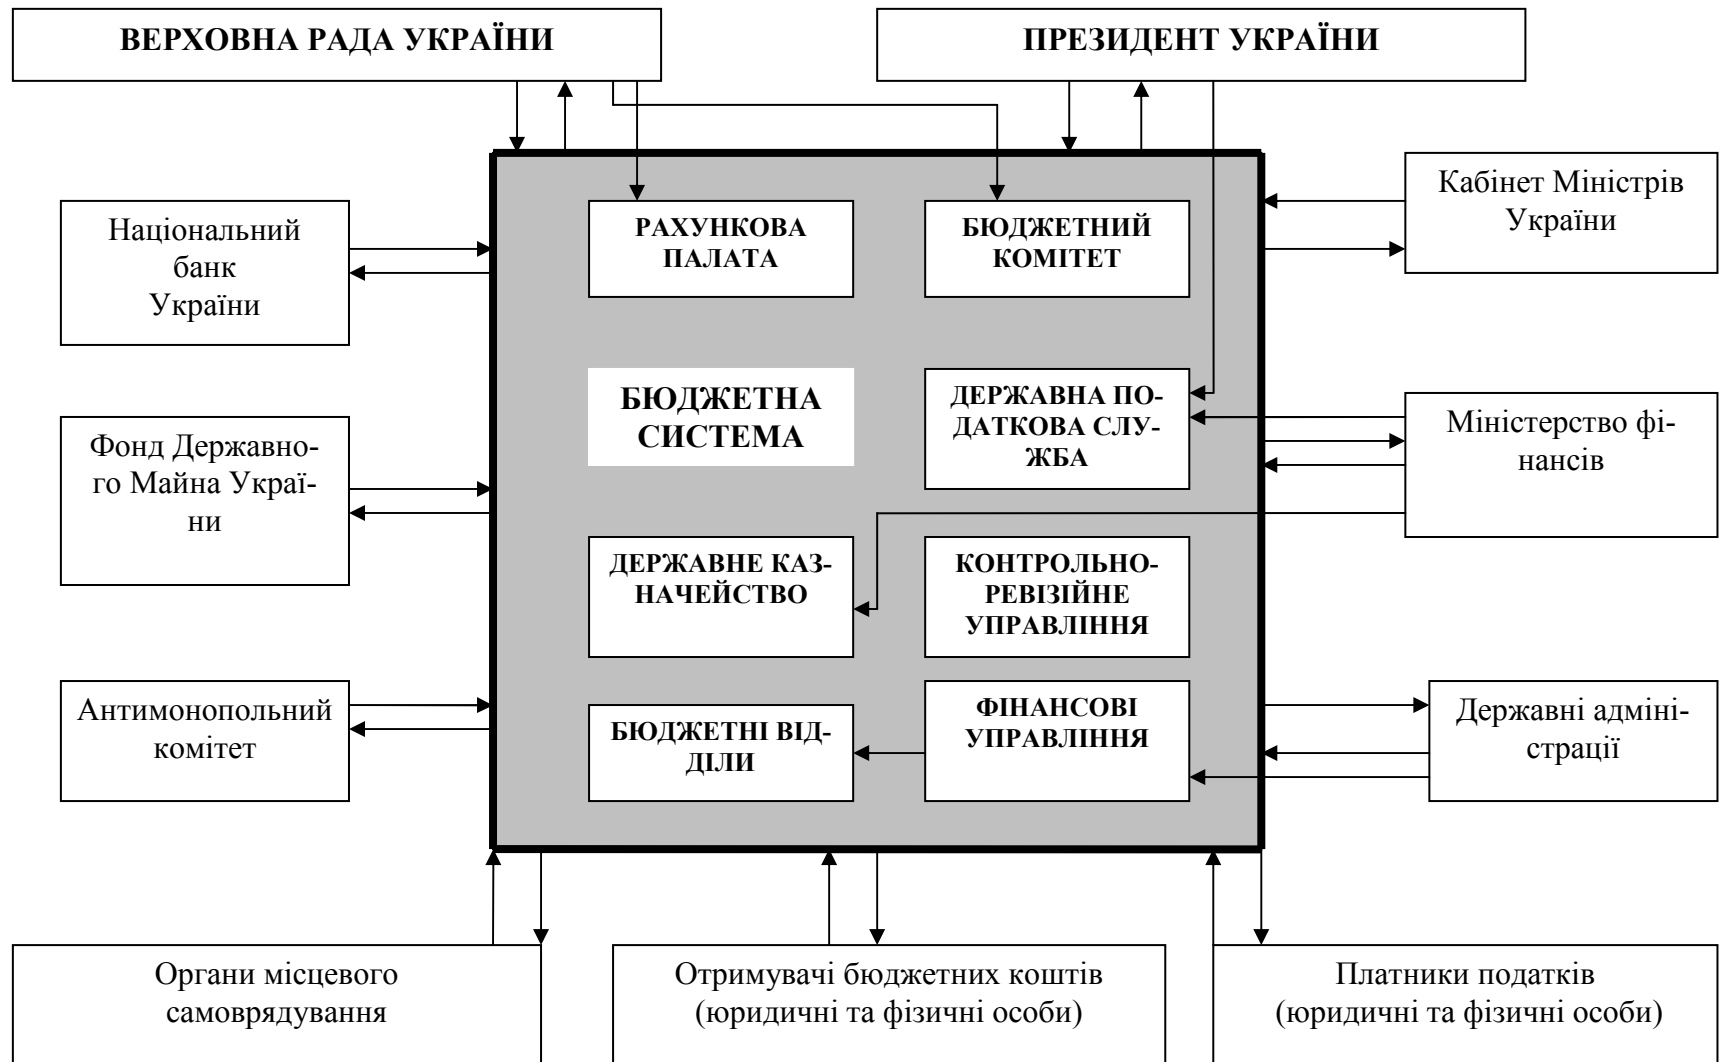 ВЕРХОВНА РАДА УКРАЇНИ
ПРЕЗИДЕНТ УКРАЇНИ
Кабінет Міністрів
України
Національний
банк
України
РАХУНКОВА
ПАЛАТА
БЮДЖЕТНИЙ
КОМІТЕТ
БЮДЖЕТНА
СИСТЕМА
ДЕРЖАВНА ПО-
ДАТКОВА СЛУ-
ЖБА
Міністерство фі-
нансів
Фонд Державно-
го Майна Украї-
ни
ДЕРЖАВНЕ КАЗ-
НАЧЕЙСТВО
КОНТРОЛЬНО-
РЕВІЗІЙНЕ
УПРАВЛІННЯ
Антимонопольний
комітет
БЮДЖЕТНІ ВІД-
ДІЛИ
ФІНАНСОВІ
УПРАВЛІННЯ
Державні адміні-
страції
Органи місцевого
самоврядування
Отримувачі бюджетних коштів
(юридичні та фізичні особи)
Платники податків
(юридичні та фізичні особи)